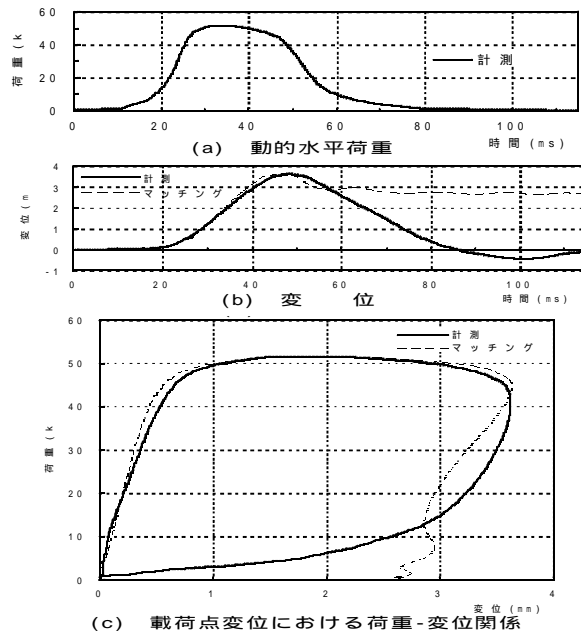 60
40
20
0
荷重(k
計測
0 20 40 60 80 100
時間(ms)
(a) 動的水平荷重
4
3
2
1
0
-1
変位(m
計測
マッチング
0 20 40 60 80 100
時間(ms)
(b) 変 位
60
50
40
30
20
10
0
荷重(k
計測
マッチング
0 1 2 3 4
変位(mm)
(c) 載荷点変位における荷重-変位関係